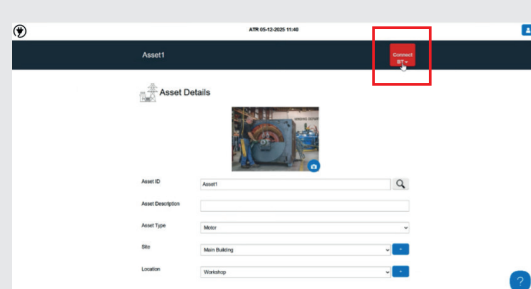 ATR 05-12-2025 11:40
Asset1
Connect
BT
Asset Details
Asset ID
Asset1
Asset Description
Asset Type
Motor
Site
Main Building
+
Location
Workshop
+
?